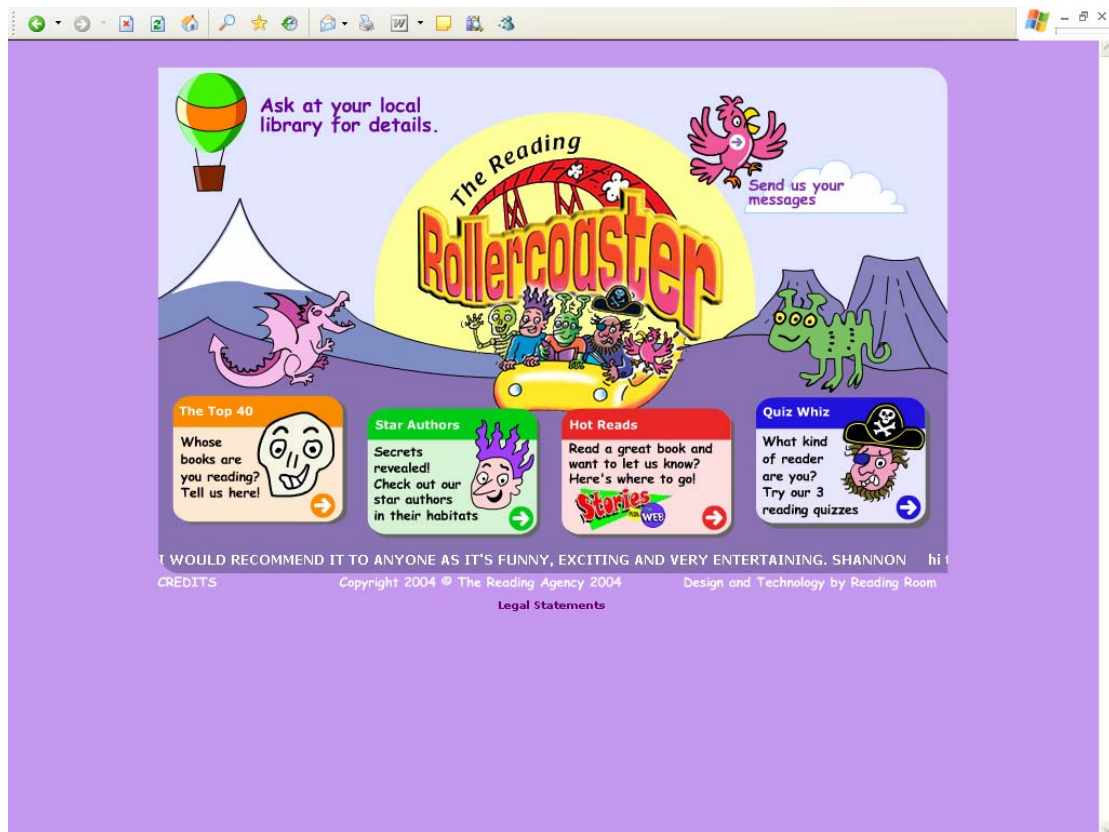 Ask at your local
library for details.
The Reading
Rollercoaster
Send us your
messages
The Top 40
Whose
books are
you reading?
Tell us here!
Star Authors
Secrets
revealed!
Check out our
star authors
in their habitats
Hot Reads
Read a great book and
want to let us know?
Here's where to go!
Stories
WEB
Quiz Whiz
What kind
of reader
are you?
Try our 3
reading quizzes
I WOULD RECOMMEND IT TO ANYONE AS IT'S FUNNY, EXCITING AND VERY ENTERTAINING. SHANNON hi
CREDITS Copyright 2004 © The Reading Agency 2004 Design and Technology by Reading Room
Legal Statements